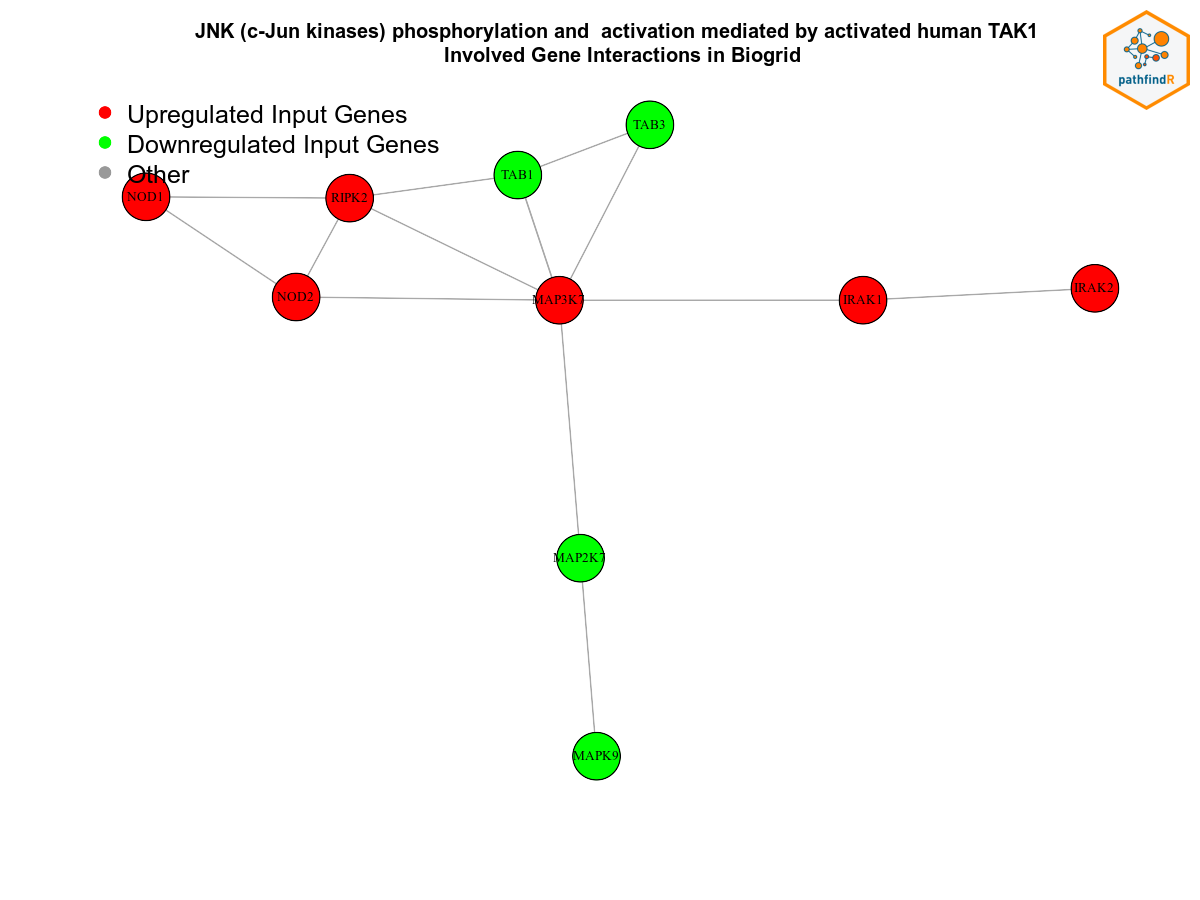 JNK (c-Jun kinases) phosphorylation and  activation mediated by activated human TAK1
Involved Gene Interactions in Biogrid
pathfindR
Upregulated Input Genes
Downregulated Input Genes
Other
TAB3
TAB1
NOD1
RIPK2
NOD2
MAP3K7
IRAK1
IRAK2
MAP2K7
MAPK9